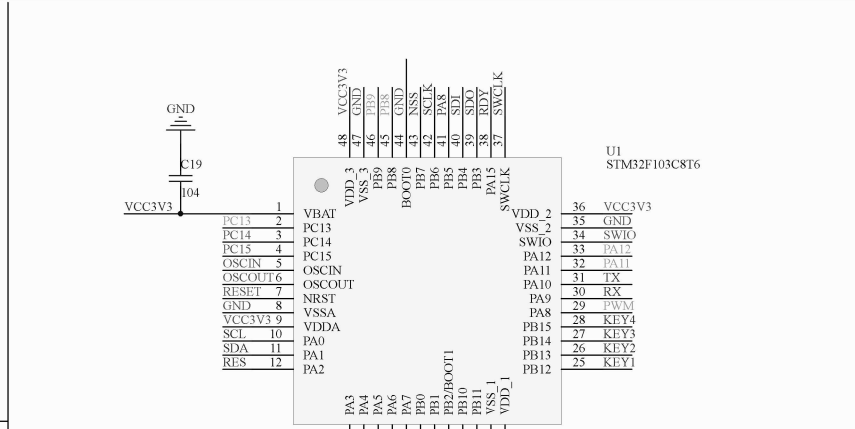 GND
C19
104
VCC3V3
48 VCC3V3
47 GND
46 PB9
45 PB8
44 GND
43 NSS
42 SCLK
41 PA8
40 SDI
39 SDO
38 RDY
37 SWCLK
U1
STM32F103C8T6
VDD_3
VSS_3
PB9
PB8
BOOT0
PB7
PB6
PB5
PB4
PB3
PA15
SWCLK
1 VBAT
PC13 2 PC13
PC14 3 PC14
PC15 4 PC15
OSCIN 5 OSCIN
OSCOUT 6 OSCOUT
RESET 7 NRST
GND 8 VSSA
VCC3V3 9 VDDA
SCL 10 PA0
SDA 11 PA1
RES 12 PA2
VDD_2 36 VCC3V3
VSS_2 35 GND
SWIO 34 SWIO
PA12 33 PA12
PA11 32 PA11
PA10 31 TX
PA9 30 RX
PA8 29 PWM
PB15 28 KEY4
PB14 27 KEY3
PB13 26 KEY2
PB12 25 KEY1
PA3
PA4
PA5
PA6
PA7
PB0
PB1
PB2/BOOT1
PB10
PB11
VSS_1
VDD_1